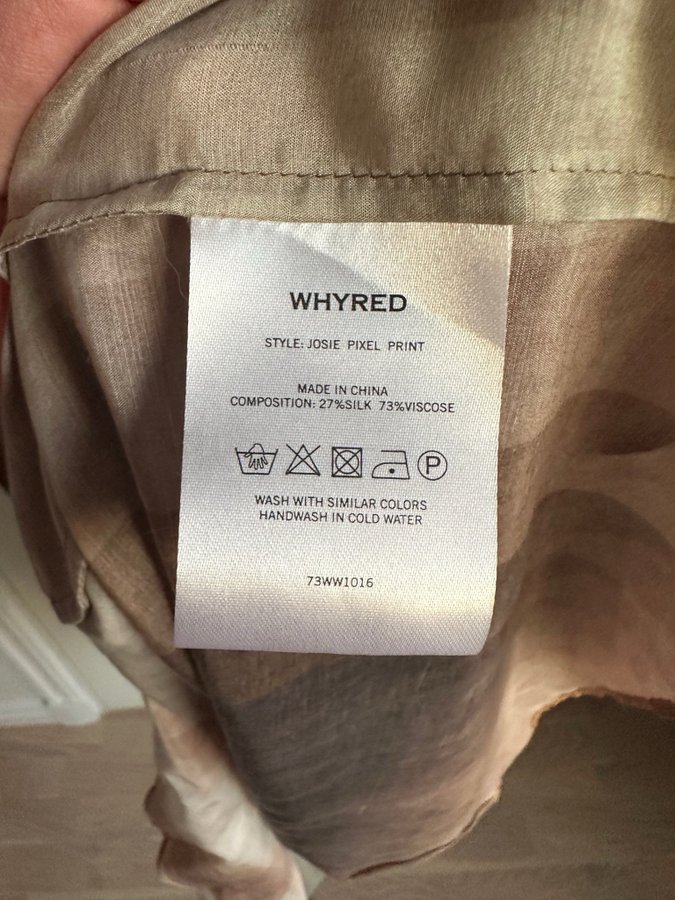 WHYRED
STYLE: JOSIE PIXEL PRINT
MADE IN CHINA
COMPOSITION: 27%SILK 73%VISCOSE
P
WASH WITH SIMILAR COLORS
HANDWASH IN COLD WATER
73WW1016